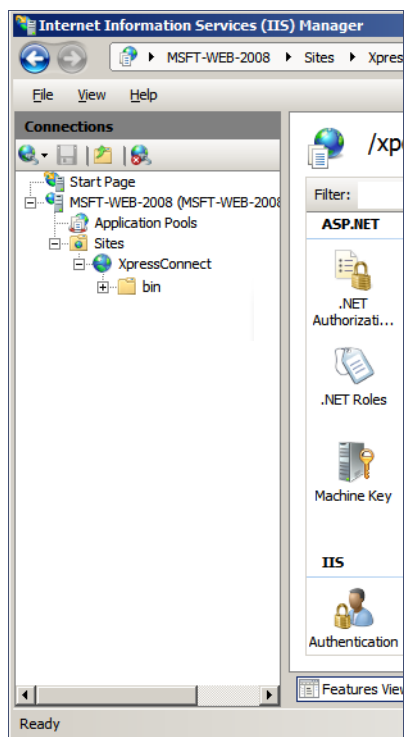 Internet Information Services (IIS) Manager
MSFT-WEB-2008 Sites Xpres
File View Help
Connections
Start Page
MSFT-WEB-2008 (MSFT-WEB-2008
Application Pools
Sites
XpressConnect
bin
/xp
Filter:
ASP.NET
.NET
Authorizati...
.NET Roles
Machine Key
IIS
Authentication
Features View
Ready